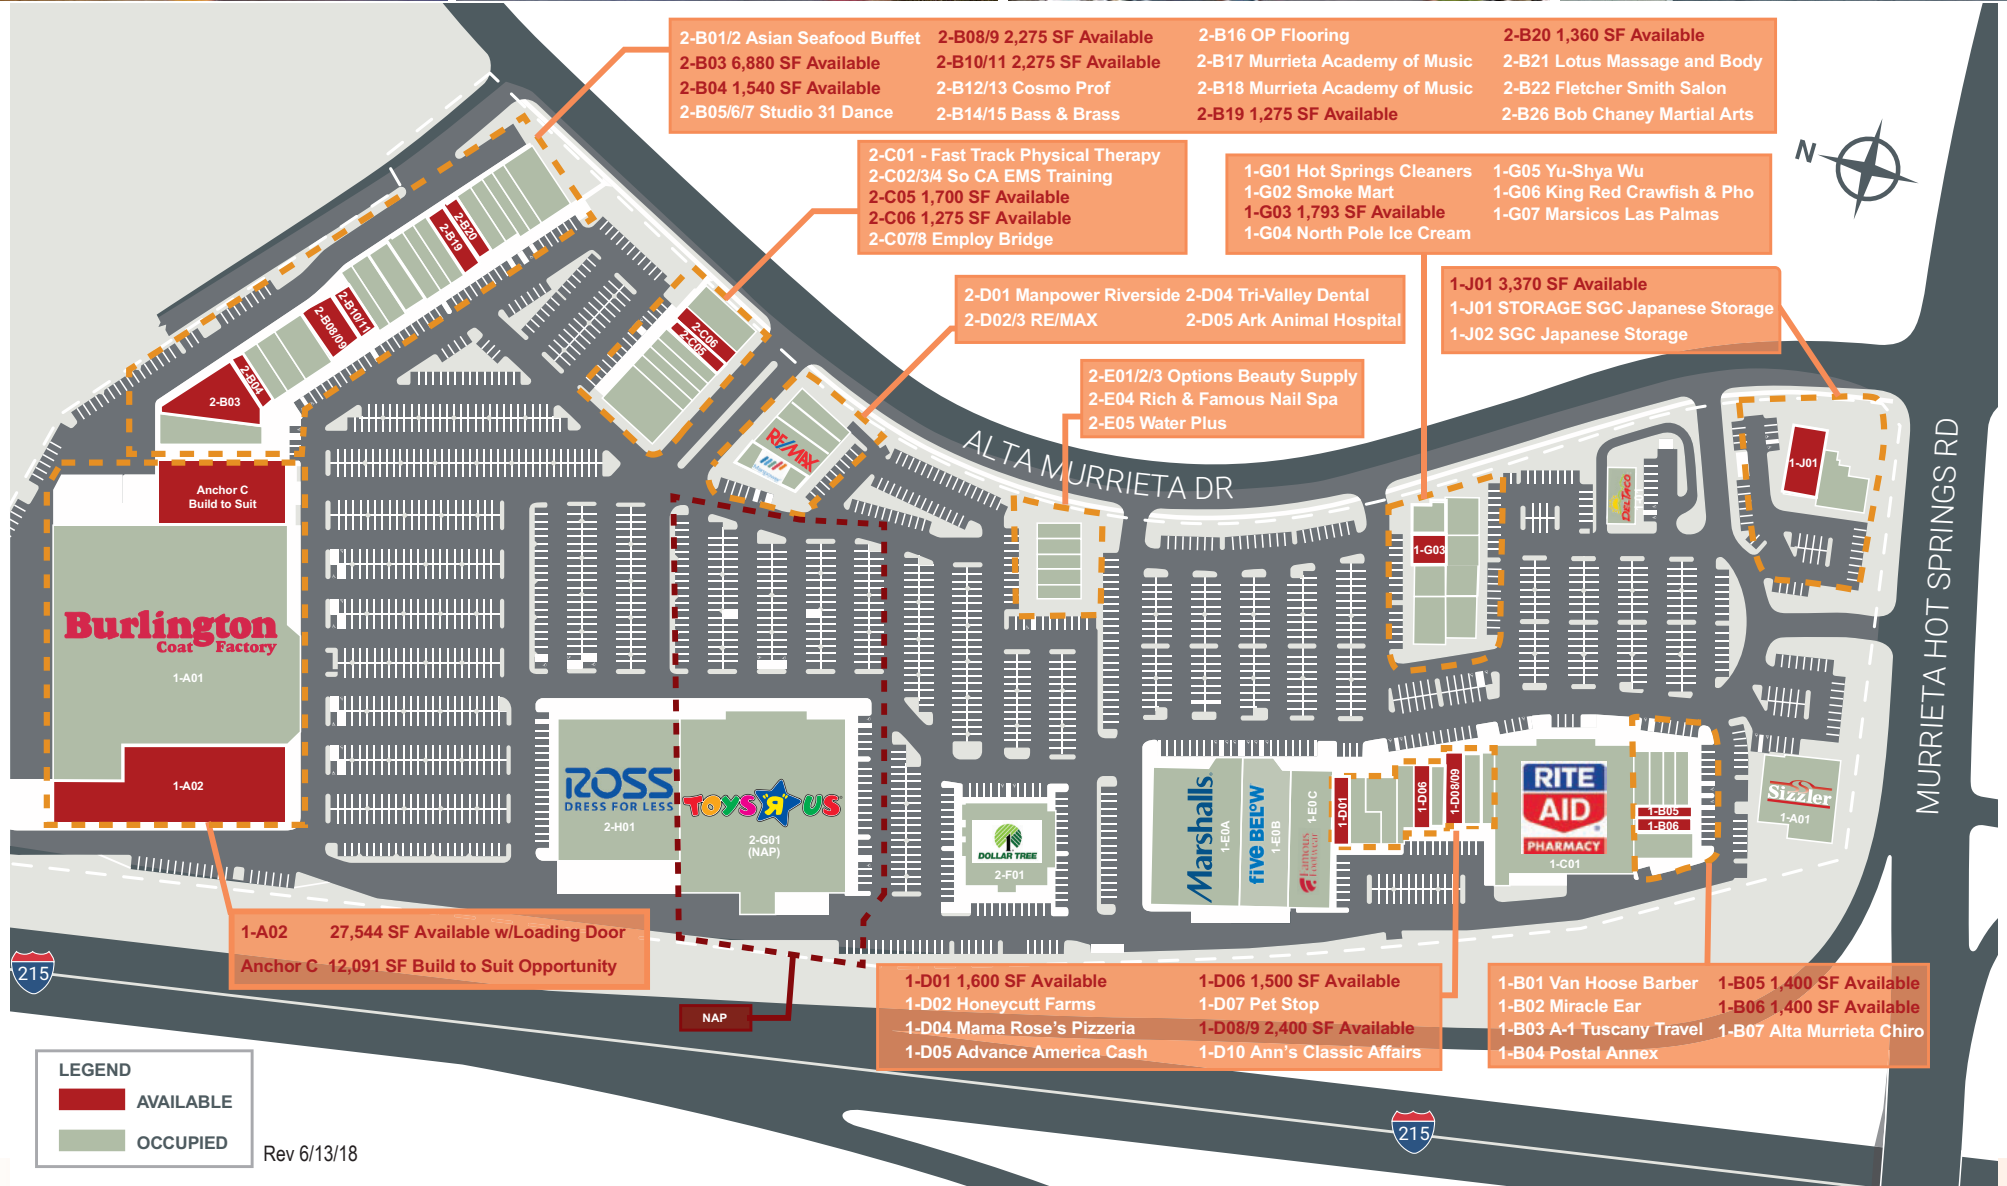 2-B01/2 Asian Seafood Buffet
2-B03 6,880 SF Available
2-B04 1,540 SF Available
2-B05/6/7 Studio 31 Dance
2-B08/9 2,275 SF Available
2-B10/11 2,275 SF Available
2-B12/13 Cosmo Prof
2-B14/15 Bass & Brass
2-B16 OP Flooring
2-B17 Murrieta Academy of Music
2-B18 Murrieta Academy of Music
2-B19 1,275 SF Available
2-B20 1,360 SF Available
2-B21 Lotus Massage and Body
2-B22 Fletcher Smith Salon
2-B26 Bob Chaney Martial Arts
2-C01 - Fast Track Physical Therapy
2-C02/3/4 So CA EMS Training
2-C05 1,700 SF Available
2-C06 1,275 SF Available
2-C07/8 Employ Bridge
1-G01 Hot Springs Cleaners
1-G02 Smoke Mart
1-G03 1,793 SF Available
1-G04 North Pole Ice Cream
1-G05 Yu-Shya Wu
1-G06 King Red Crawfish & Pho
1-G07 Marsicos Las Palmas
N
2-D01 Manpower Riverside
2-D02/3 RE/MAX
2-D04 Tri-Valley Dental
2-D05 Ark Animal Hospital
1-J01 3,370 SF Available
1-J01 STORAGE SGC Japanese Storage
1-J02 SGC Japanese Storage
2-E01/2/3 Options Beauty Supply
2-E04 Rich & Famous Nail Spa
2-E05 Water Plus
2-B20
2-B19
2-B10/11
2-B08/09
2-B04
2-B03
2-C06
2-C05
RE/MAX
ALTA MURRIETA DR
MURRIETA HOT SPRINGS RD
Anchor C
Build to Suit
Burlington
Coat Factory
1-A01
1-A02
1-G03
DEL TACO
1-J01
ROSS
DRESS FOR LESS
2-H01
TOYS R US
2-G01
(NAP)
DOLLAR TREE
2-F01
Marshalls
1-E0A
five BELOW
1-E0B
1-E0C
famous footwear
1-D01
1-D06
1-D08/09
RITE
AID
PHARMACY
1-C01
1-B05
1-B06
Sizzler
1-A01
1-A02 27,544 SF Available w/Loading Door
Anchor C 12,091 SF Build to Suit Opportunity
215
NAP
1-D01 1,600 SF Available
1-D02 Honeycutt Farms
1-D04 Mama Rose's Pizzeria
1-D05 Advance America Cash
1-D06 1,500 SF Available
1-D07 Pet Stop
1-D08/9 2,400 SF Available
1-D10 Ann's Classic Affairs
1-B01 Van Hoose Barber
1-B02 Miracle Ear
1-B03 A-1 Tuscany Travel
1-B04 Postal Annex
1-B05 1,400 SF Available
1-B06 1,400 SF Available
1-B07 Alta Murrieta Chiro
215
LEGEND
AVAILABLE
OCCUPIED
Rev 6/13/18